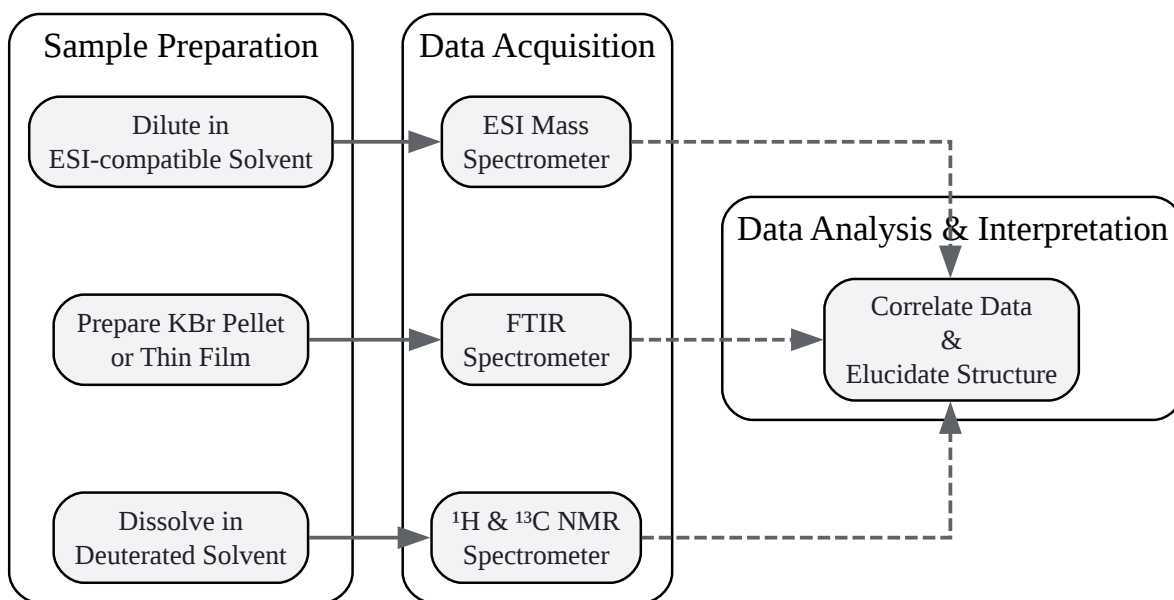 Sample Preparation
Dilute in
ESI-compatible Solvent
Prepare KBr Pellet
or Thin Film
Dissolve in
Deuterated Solvent
Data Acquisition
ESI Mass
Spectrometer
FTIR
Spectrometer
¹H & ¹³C NMR
Spectrometer
Data Analysis & Interpretation
Correlate Data
&
Elucidate Structure